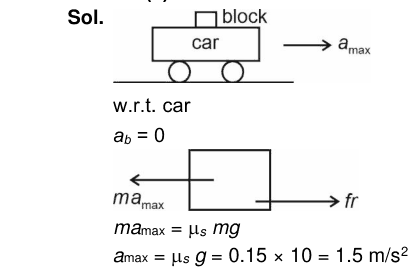 Sol.
block
car
a_max
w.r.t. car
a_b = 0
ma_max
fr
ma_max = μ_s mg
a_max = μ_s g = 0.15 × 10 = 1.5 m/s²